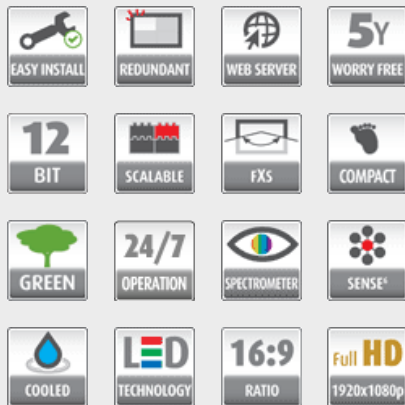 EASY INSTALL
REDUNDANT
WEB SERVER
5Y
WORRY FREE
12
BIT
SCALABLE
FXS
COMPACT
GREEN
24/7
OPERATION
SPECTROMETER
SENSE⁶
COOLED
LED
TECHNOLOGY
16:9
RATIO
Full HD
1920x1080p